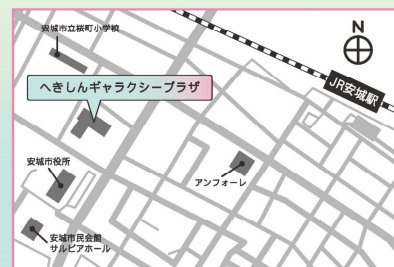 安城市立桜町小学校
N
へきしんギャラクシープラザ
JR安城駅
安城市役所
アンフォーレ
安城市民会館
サルビアホール